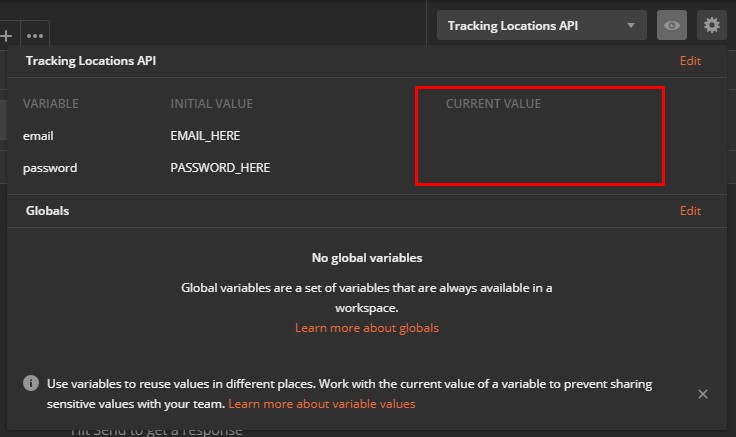 Tracking Locations API
+ •••
Tracking Locations API Edit
VARIABLE INITIAL VALUE CURRENT VALUE
email EMAIL_HERE
password PASSWORD_HERE
Globals Edit
No global variables
Global variables are a set of variables that are always available in a
workspace.
Learn more about globals
Use variables to reuse values in different places. Work with the current value of a variable to prevent sharing
sensitive values with your team. Learn more about variable values
Hit Send to get a response